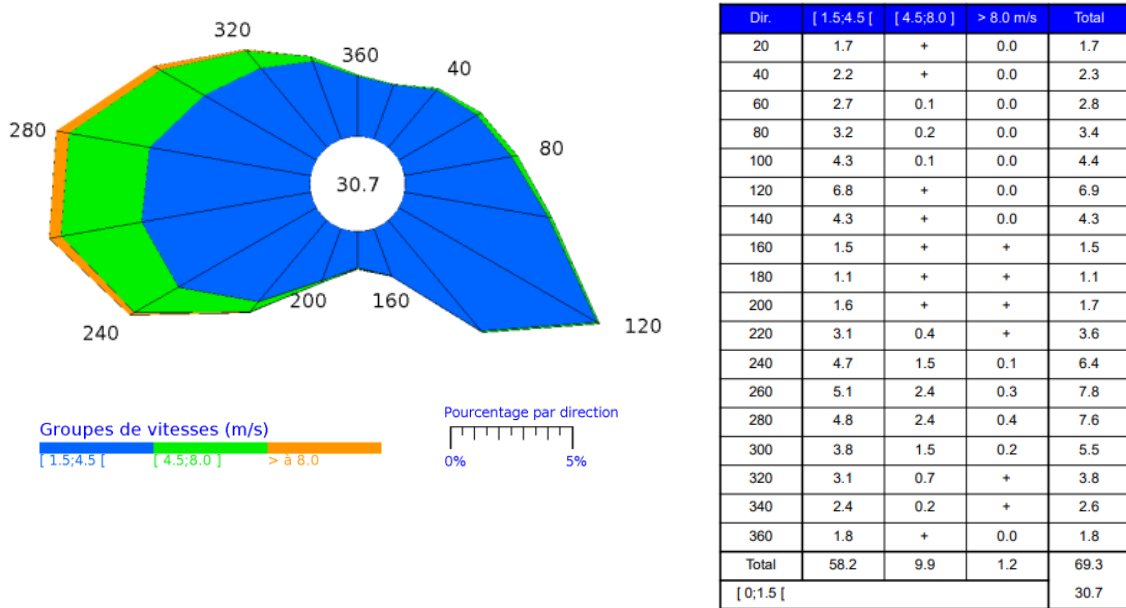 320
360
40
280
80
30.7
200
160
120
240
Groupes de vitesses (m/s)
[ 1.5;4.5 [ [ 4.5;8.0 ] > à 8.0
Pourcentage par direction
0% 5%
Dir. [ 1.5;4.5 [ [ 4.5;8.0 ] > 8.0 m/s Total
20 1.7 + 0.0 1.7
40 2.2 + 0.0 2.3
60 2.7 0.1 0.0 2.8
80 3.2 0.2 0.0 3.4
100 4.3 0.1 0.0 4.4
120 6.8 + 0.0 6.9
140 4.3 + 0.0 4.3
160 1.5 + + 1.5
180 1.1 + + 1.1
200 1.6 + + 1.7
220 3.1 0.4 + 3.6
240 4.7 1.5 0.1 6.4
260 5.1 2.4 0.3 7.8
280 4.8 2.4 0.4 7.6
300 3.8 1.5 0.2 5.5
320 3.1 0.7 + 3.8
340 2.4 0.2 + 2.6
360 1.8 + 0.0 1.8
Total 58.2 9.9 1.2 69.3
[ 0;1.5 [ 30.7